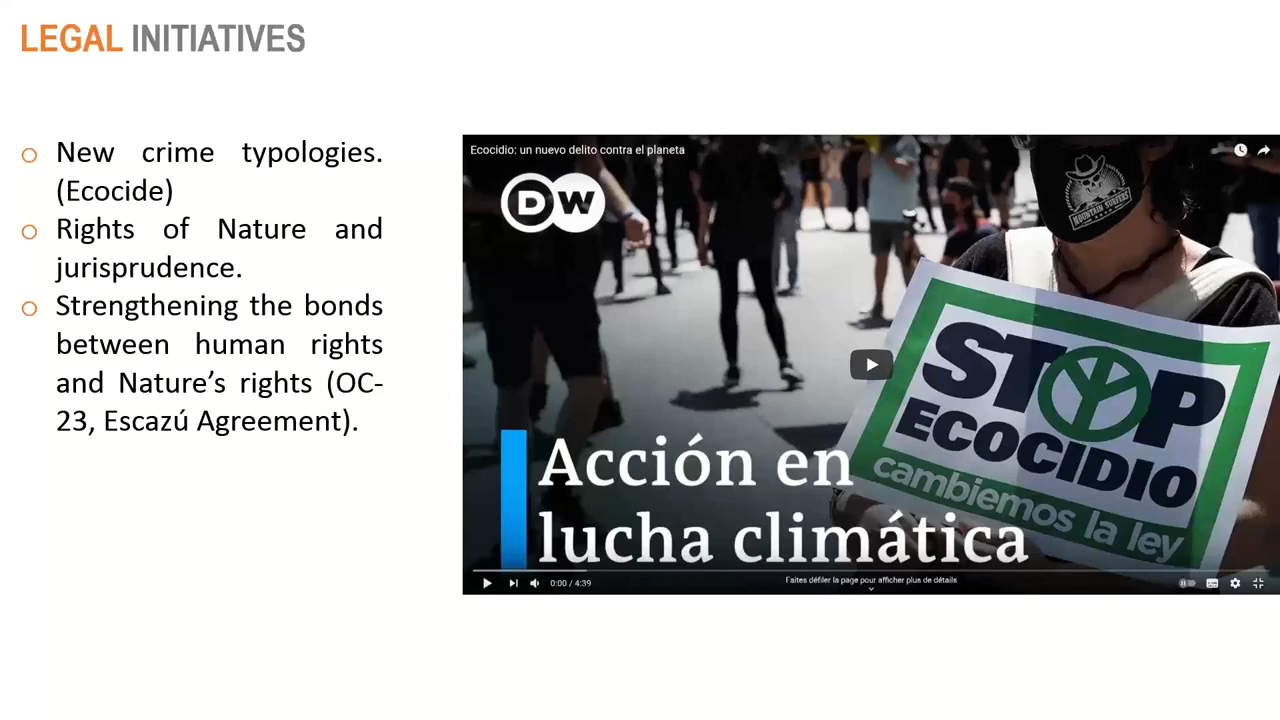 LEGAL INITIATIVES
○ New crime typologies.
(Ecocide)
○ Rights of Nature and
jurisprudence.
○ Strengthening the bonds
between human rights
and Nature’s rights (OC-
23, Escazú Agreement).
Ecocidio: un nuevo delito contra el planeta
DW
MOUNTAIN SURFERS
STOP
ECOCIDIO
cambiemos la ley
Acción en
lucha climática
0:00 / 4:39
Faites défiler la page pour afficher plus de détails